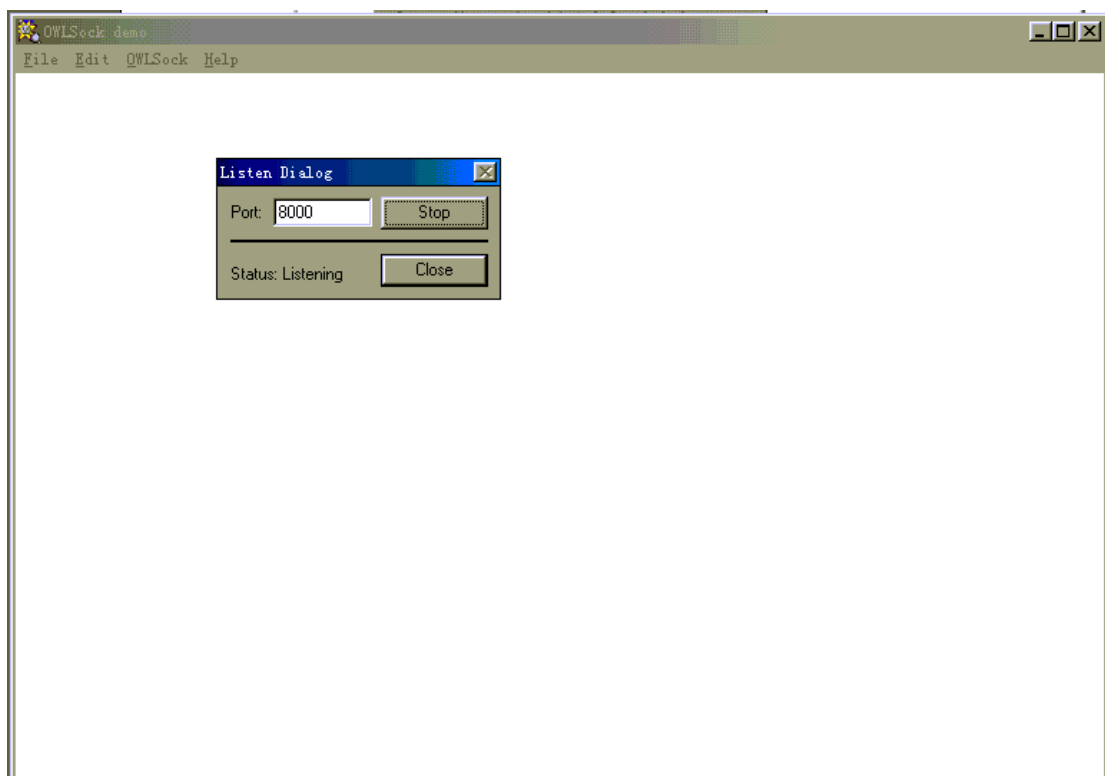 OWLSock demo
File Edit OWLSock Help
Listen Dialog
Port: 8000 Stop
Status: Listening Close